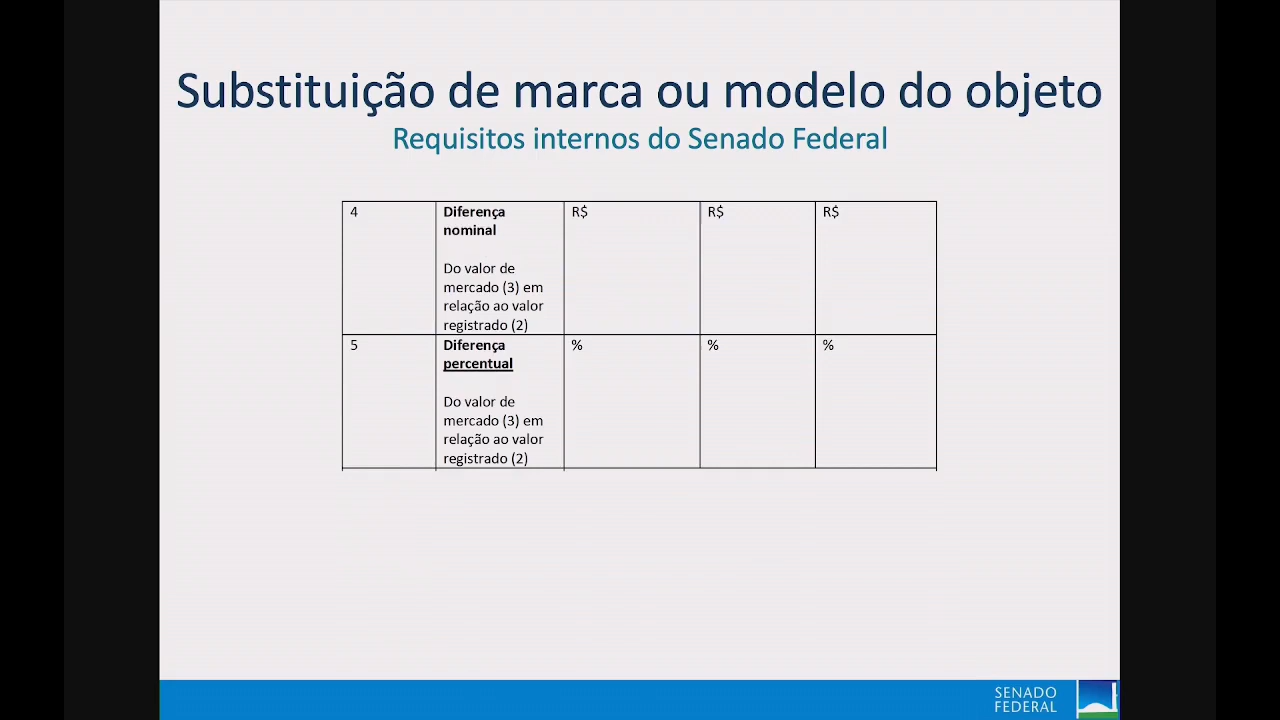 Substituição de marca ou modelo do objeto
Requisitos internos do Senado Federal
4
Diferença
nominal
Do valor de
mercado (3) em
relação ao valor
registrado (2)
R$
R$
R$
5
Diferença
percentual
Do valor de
mercado (3) em
relação ao valor
registrado (2)
%
%
%
SENADO
FEDERAL